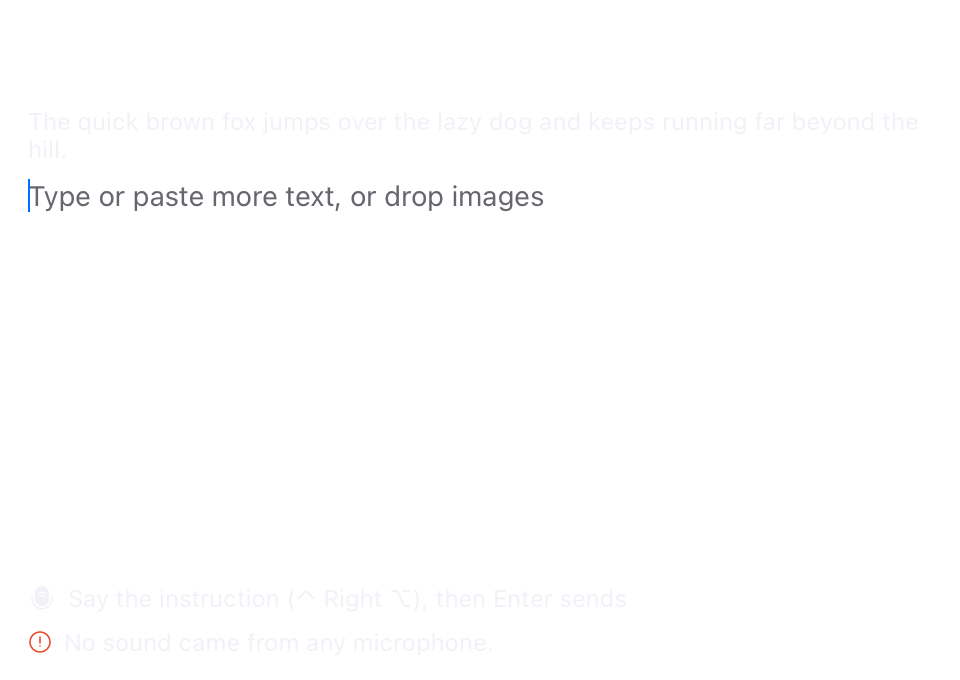 The quick brown fox jumps over the lazy dog and keeps running far beyond the
hill.
Type or paste more text, or drop images
Say the instruction (^ Right ⌥), then Enter sends
No sound came from any microphone.